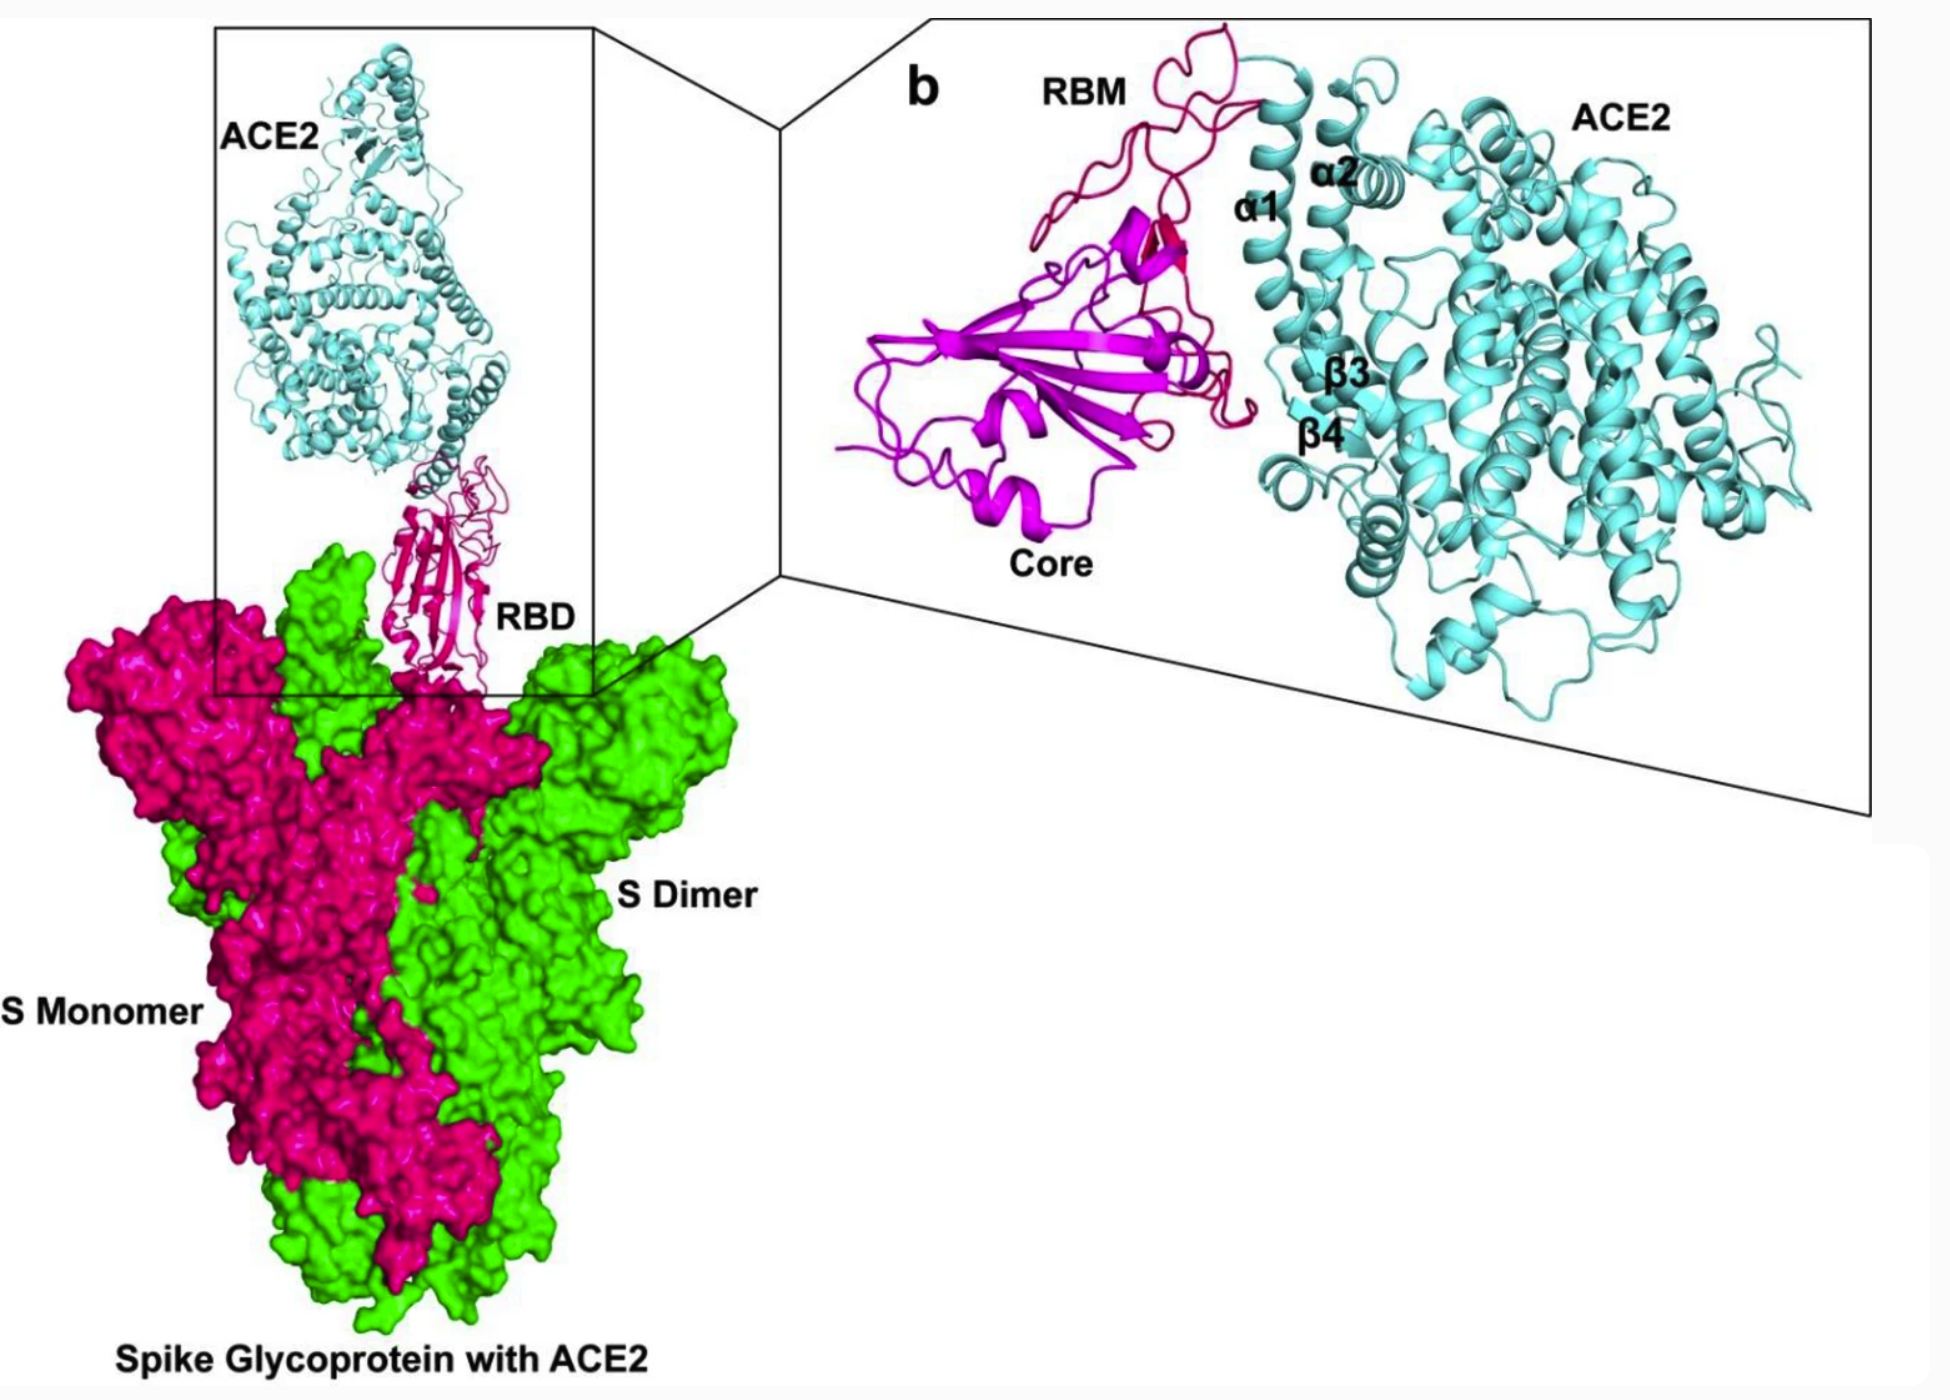 ACE2
RBD
S Dimer
S Monomer
Spike Glycoprotein with ACE2
b
RBM
ACE2
α2
α1
β3
β4
Core